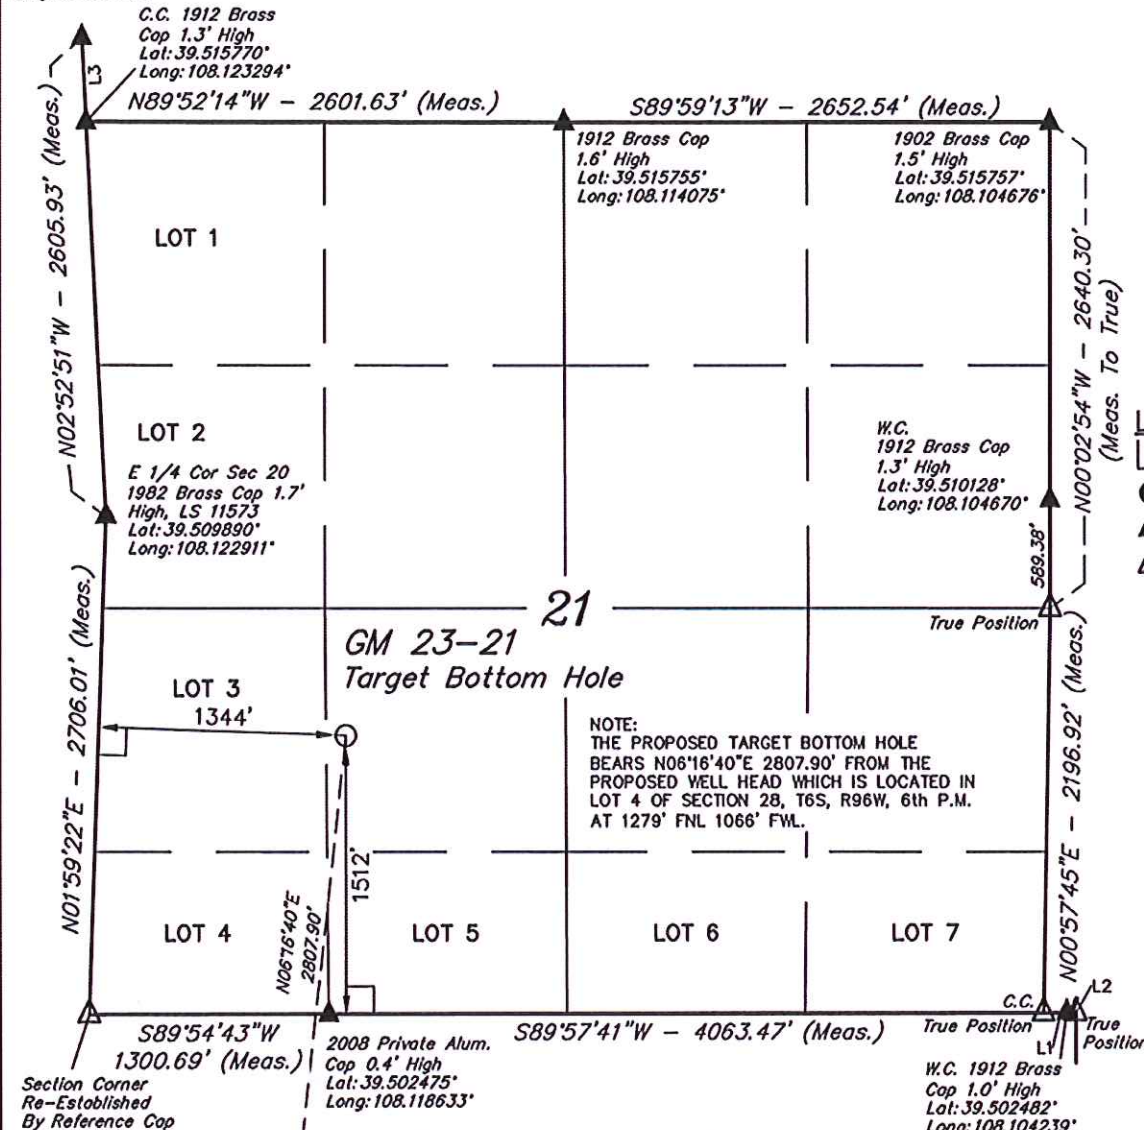 C.C. 1912 Brass
Cap 1.3' High
Lat: 39.515770°
Long: 108.123294°
L3
N89°52'14"W - 2601.63' (Meas.)
S89°59'13"W - 2652.54' (Meas.)
1912 Brass Cap
1.6' High
Lat: 39.515755°
Long: 108.114075°
1902 Brass Cap
1.5' High
Lat: 39.515757°
Long: 108.104676°
N02°52'51"W - 2605.93' (Meas.)
LOT 1
N00°02'54"W - 2640.30'
(Meas. To True)
LOT 2
E 1/4 Cor Sec 20
1982 Brass Cap 1.7'
High, LS 11573
Lat: 39.509890°
Long: 108.122911°
W.C.
1912 Brass Cap
1.3' High
Lat: 39.510128°
Long: 108.104670°
589.38'
21
True Position
GM 23-21
Target Bottom Hole
N01°59'22"E - 2706.01' (Meas.)
LOT 3
1344'
NOTE:
THE PROPOSED TARGET BOTTOM HOLE
BEARS N06°16'40"E 2807.90' FROM THE
PROPOSED WELL HEAD WHICH IS LOCATED IN
LOT 4 OF SECTION 28, T6S, R96W, 6th P.M.
AT 1279' FNL 1066' FWL.
N00°57'45"E - 2196.92' (Meas.)
1512'
LOT 4
N06°16'40"E
2807.90'
LOT 5
LOT 6
LOT 7
C.C.
L2
True Position
L1
True
Position
S89°54'43"W
1300.69' (Meas.)
S89°57'41"W - 4063.47' (Meas.)
2008 Private Alum.
Cap 0.4' High
Lat: 39.502475°
Long: 108.118633°
Section Corner
Re-Established
By Reference Cap
W.C. 1912 Brass
Cap 1.0' High
Lat: 39.502482°
Long: 108.104239°